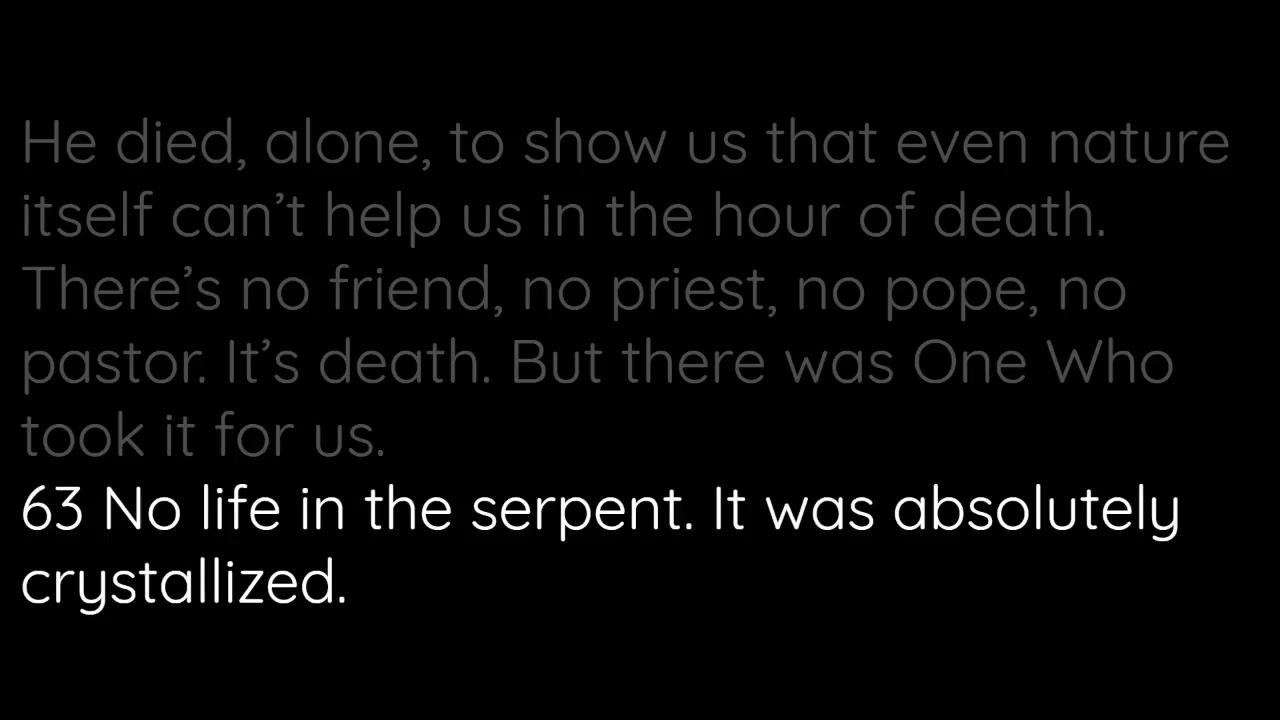 He died, alone, to show us that even nature
itself can’t help us in the hour of death.
There’s no friend, no priest, no pope, no
pastor. It’s death. But there was One Who
took it for us.
63 No life in the serpent. It was absolutely
crystallized.